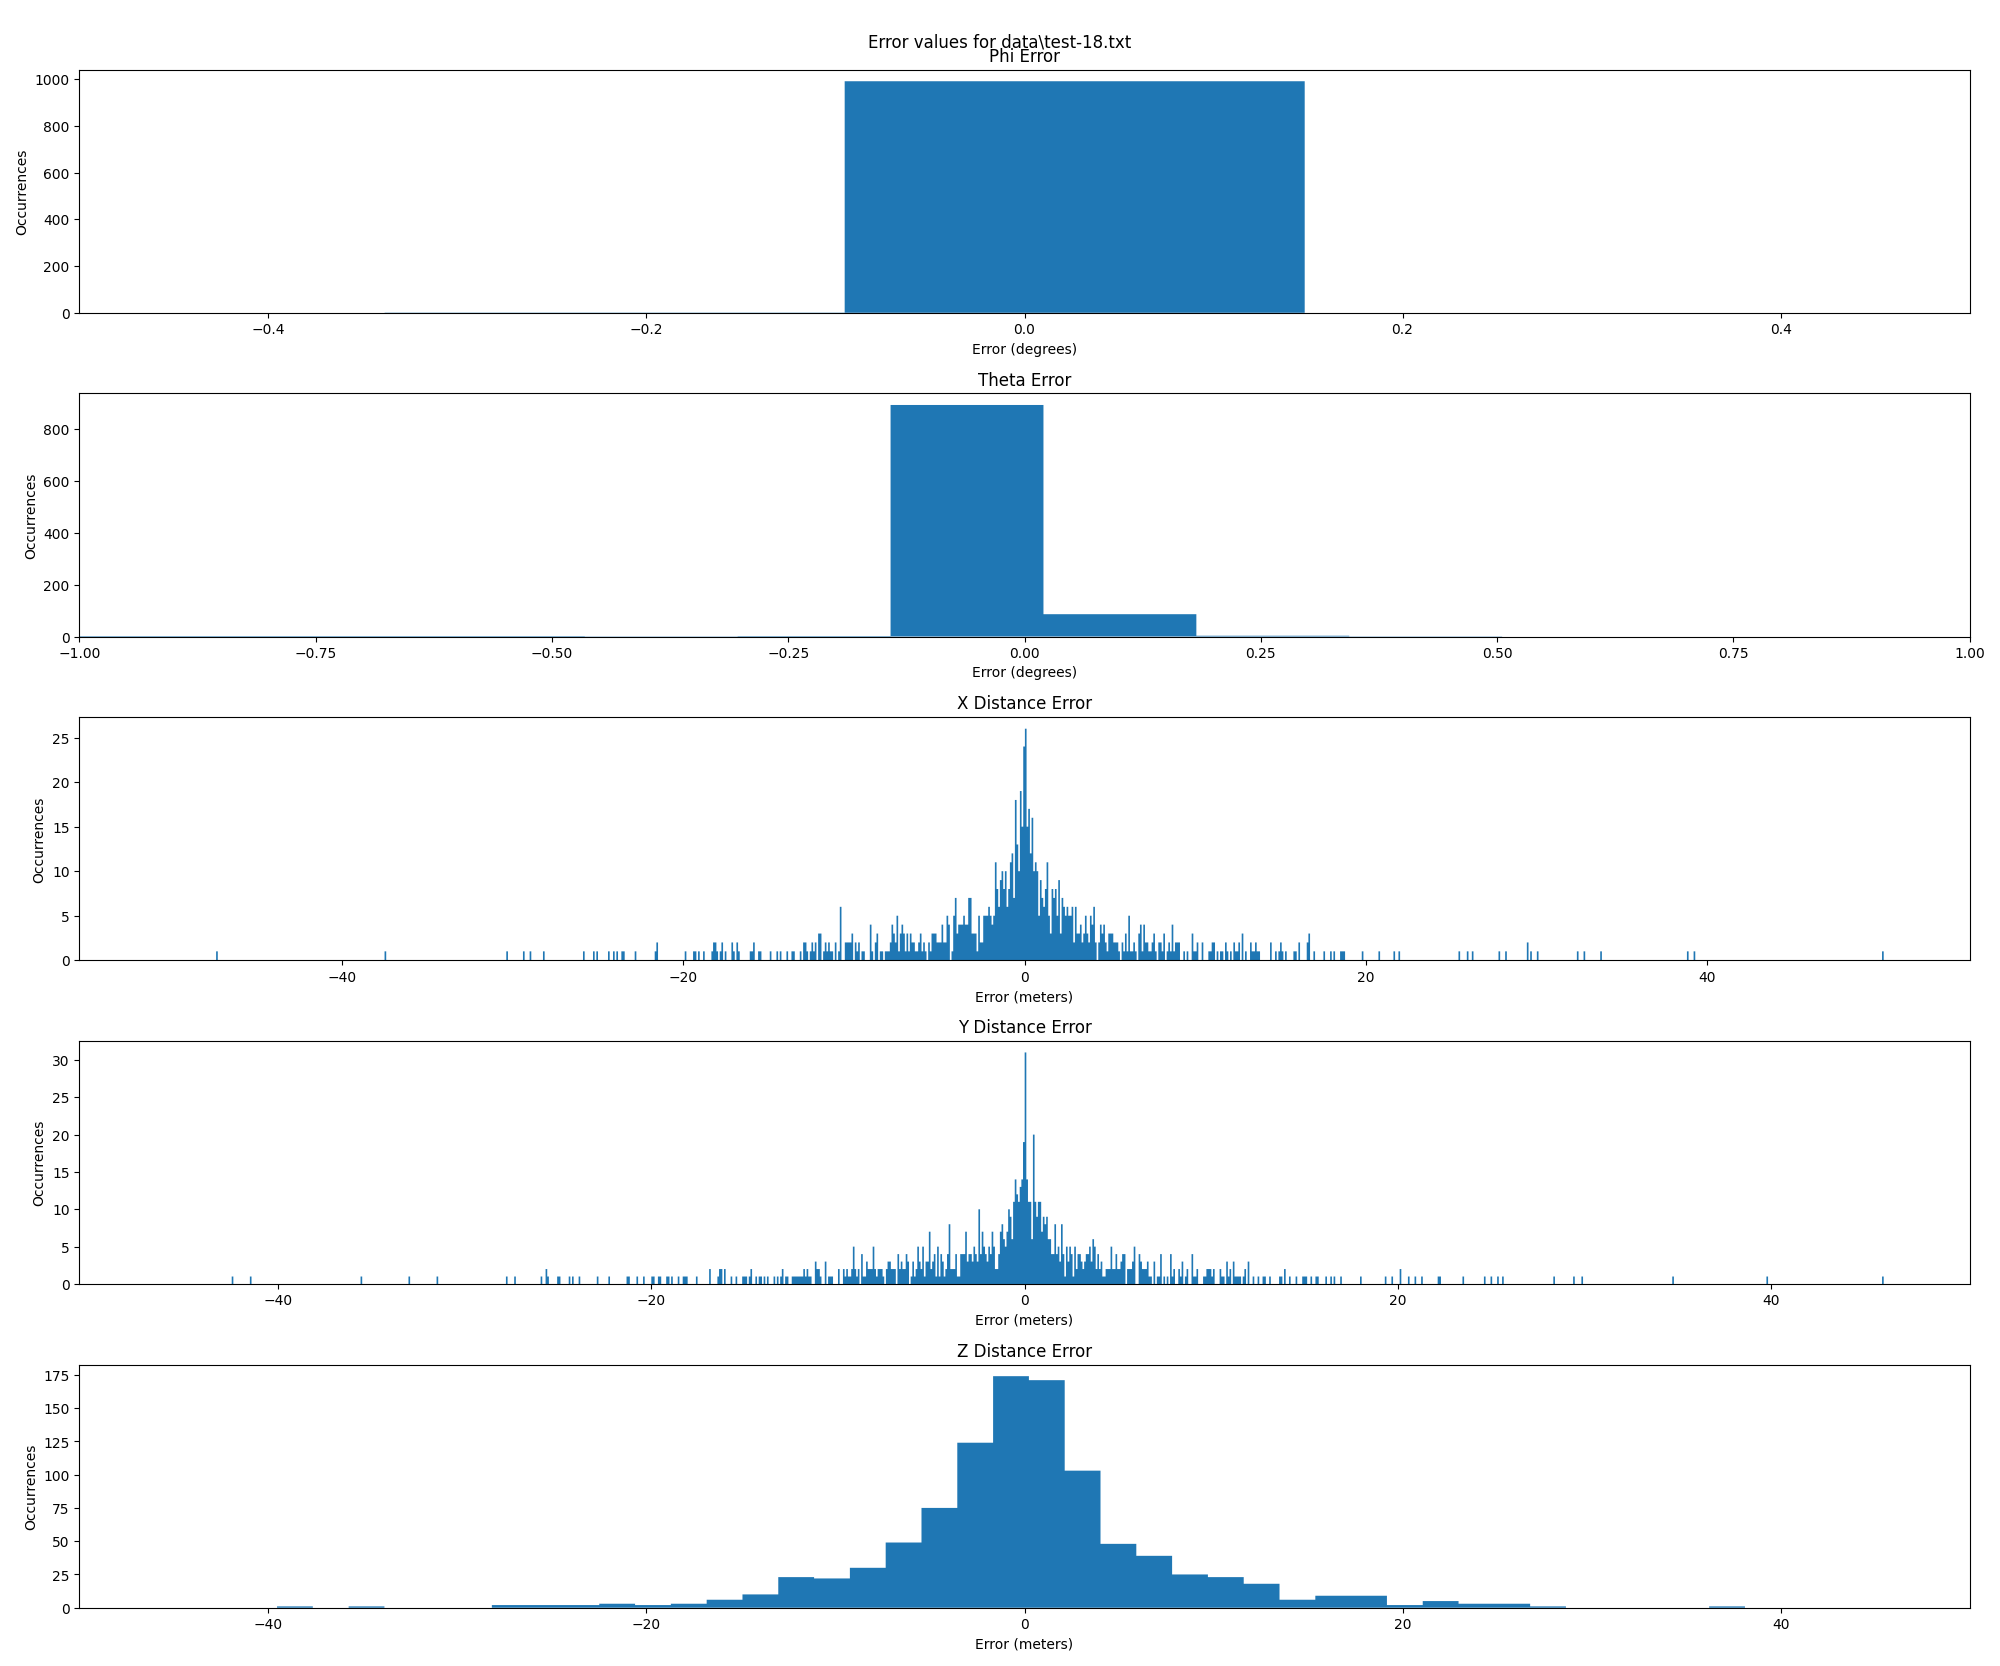 Error values for data\test-18.txt
Phi Error
1000
800
600
400
200
0
Occurrences
−0.4 −0.2 0.0 0.2 0.4
Error (degrees)
Theta Error
800
600
400
200
0
Occurrences
−1.00 −0.75 −0.50 −0.25 0.00 0.25 0.50 0.75 1.00
Error (degrees)
X Distance Error
25
20
15
10
5
0
Occurrences
−40 −20 0 20 40
Error (meters)
Y Distance Error
30
25
20
15
10
5
0
Occurrences
−40 −20 0 20 40
Error (meters)
Z Distance Error
175
150
125
100
75
50
25
0
Occurrences
−40 −20 0 20 40
Error (meters)